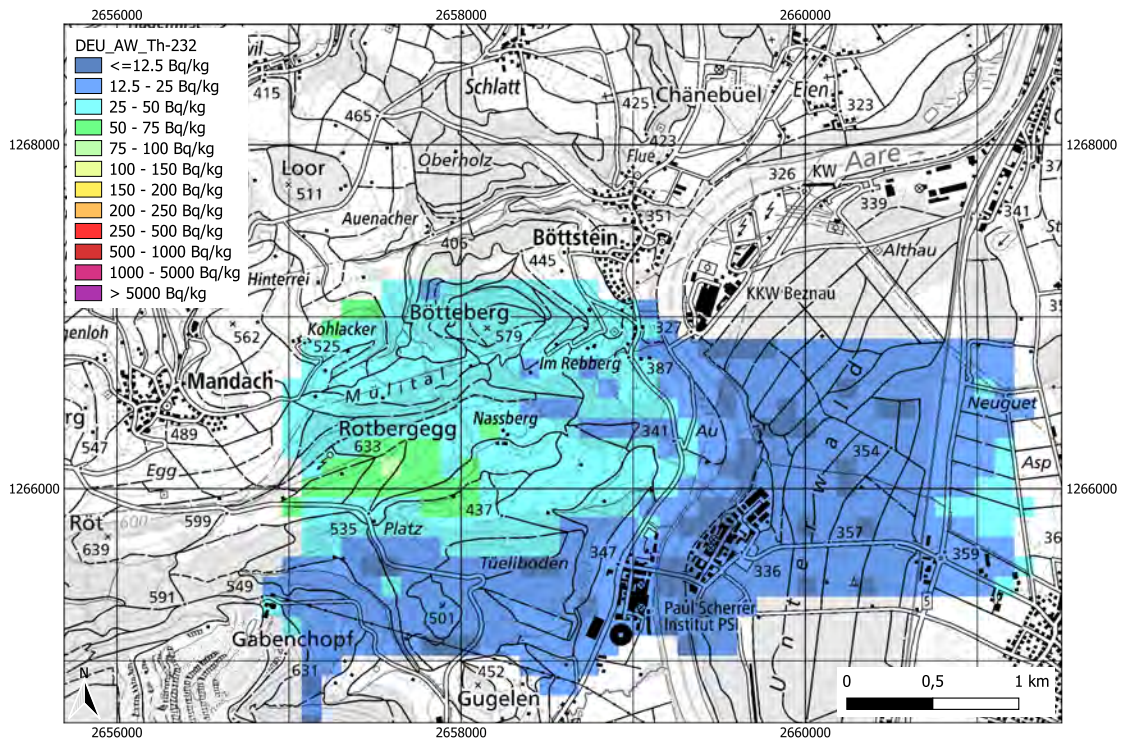 2656000 2658000 2660000
DEU_AW_Th-232
<=12.5 Bq/kg
12.5 - 25 Bq/kg
25 - 50 Bq/kg
50 - 75 Bq/kg
75 - 100 Bq/kg
100 - 150 Bq/kg
150 - 200 Bq/kg
200 - 250 Bq/kg
250 - 500 Bq/kg
500 - 1000 Bq/kg
1000 - 5000 Bq/kg
> 5000 Bq/kg
415
465
Schlatt
425
Chänebüel
Eien
323
423
1268000
1268000
Loor
511
Oberholz
Flue
326
KW
Aare
339
Auenacher
406
351
341
Böttstein
445
Althau
Hinterrei
KKW Beznau
562
Kohlacker
525
Bötteberg
579
327
Im Rebberg
387
Mandach
Mülital
Neuguet
489
547
Rotbergegg
633
Nassberg
341
Au
354
Asp
Egg
1266000
1266000
Röt
600
599
639
535
Platz
437
Unterwald
357
359
Tüeliboden
347
336
549
591
501
Paul Scherrer
Institut PSI
5
Gabenchopf
631
452
Gugelen
N
0 0,5 1 km
2656000 2658000 2660000